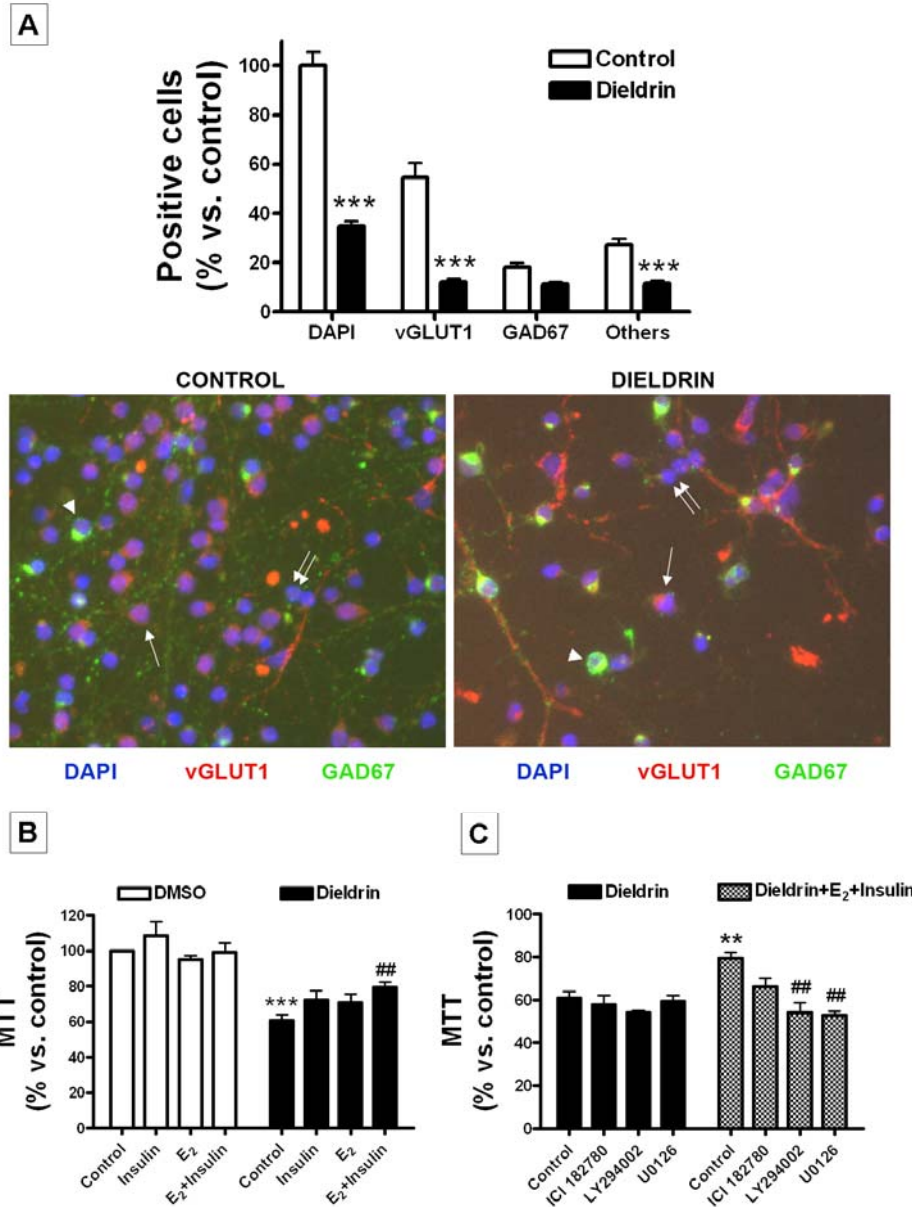 A
Positive cells
(% vs. control)
100
80
60
40
20
0
Control
Dieldrin
***
***
***
DAPI vGLUT1 GAD67 Others
CONTROL DIELDRIN
DAPI vGLUT1 GAD67 DAPI vGLUT1 GAD67
B
DMSO Dieldrin
MTT
(% vs. control)
120
100
80
60
40
20
0
***
##
Control Insulin E₂ E₂+Insulin Control Insulin E₂ E₂+Insulin
C
Dieldrin Dieldrin+E₂+Insulin
MTT
(% vs. control)
100
80
60
40
20
0
**
##
##
Control ICI 182780 LY294002 U0126 Control ICI 182780 LY294002 U0126